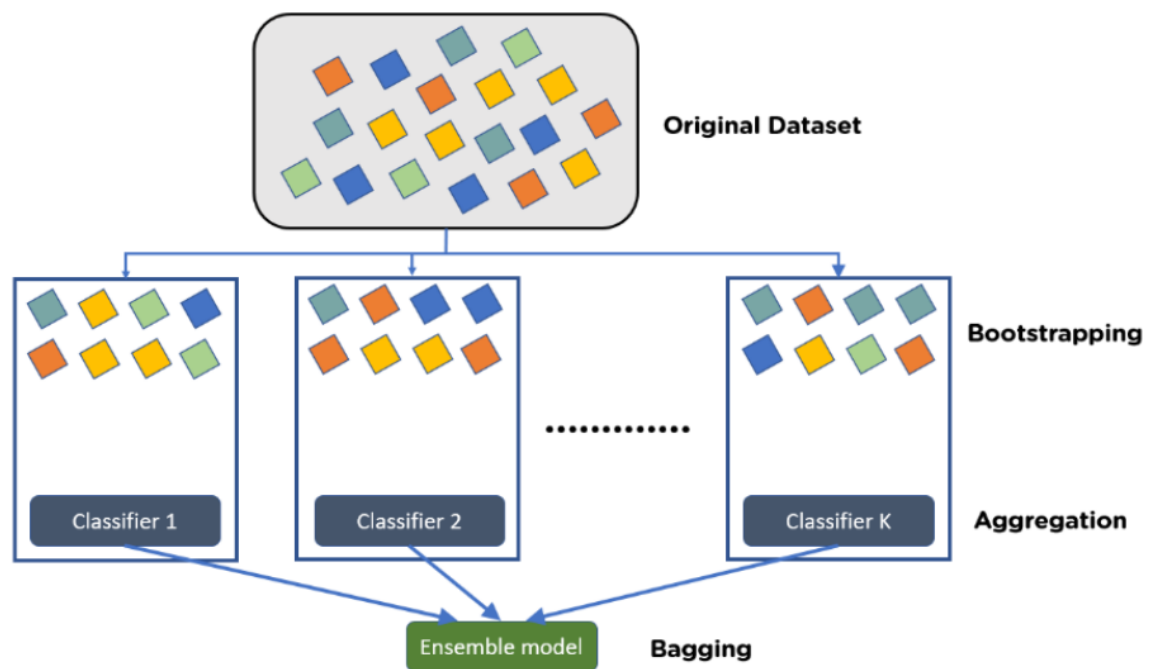 Original Dataset
Bootstrapping
.............
Classifier 1
Classifier 2
Classifier K
Aggregation
Ensemble model
Bagging